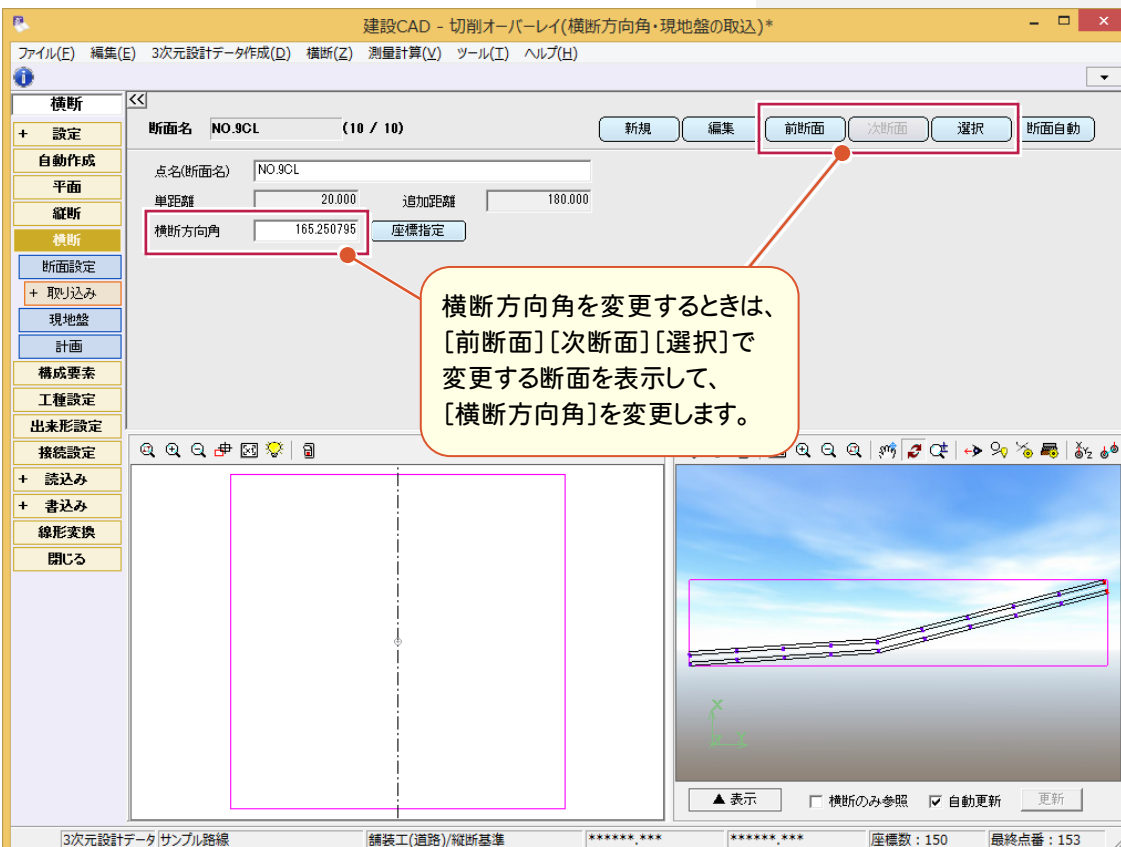 建設CAD - 切削オーバーレイ(横断方向角・現地盤の取込)*
ファイル(F) 編集(E) 3次元設計データ作成(D) 横断(Z) 測量計算(V) ツール(T) ヘルプ(H)
横断
<<
+ 設定
自動作成
平面
縦断
横断
断面設定
+ 取り込み
現地盤
計画
構成要素
工種設定
出来形設定
接続設定
+ 読込み
+ 書込み
線形変換
閉じる
断面名 NO.9CL (10 / 10)
新規 編集 前断面 次断面 選択 断面自動
点名(断面名) NO.9CL
単距離 20.000 追加距離 180.000
横断方向角 165.250795 座標指定
横断方向角を変更するときは、
[前断面][次断面][選択]で
変更する断面を表示して、
[横断方向角]を変更します。
X
Y
▲ 表示 横断のみ参照 自動更新 更新
3次元設計データ サンプル路線 舗装工(道路)/縦断基準 ******.*** ******.*** 座標数：150 最終点番：153